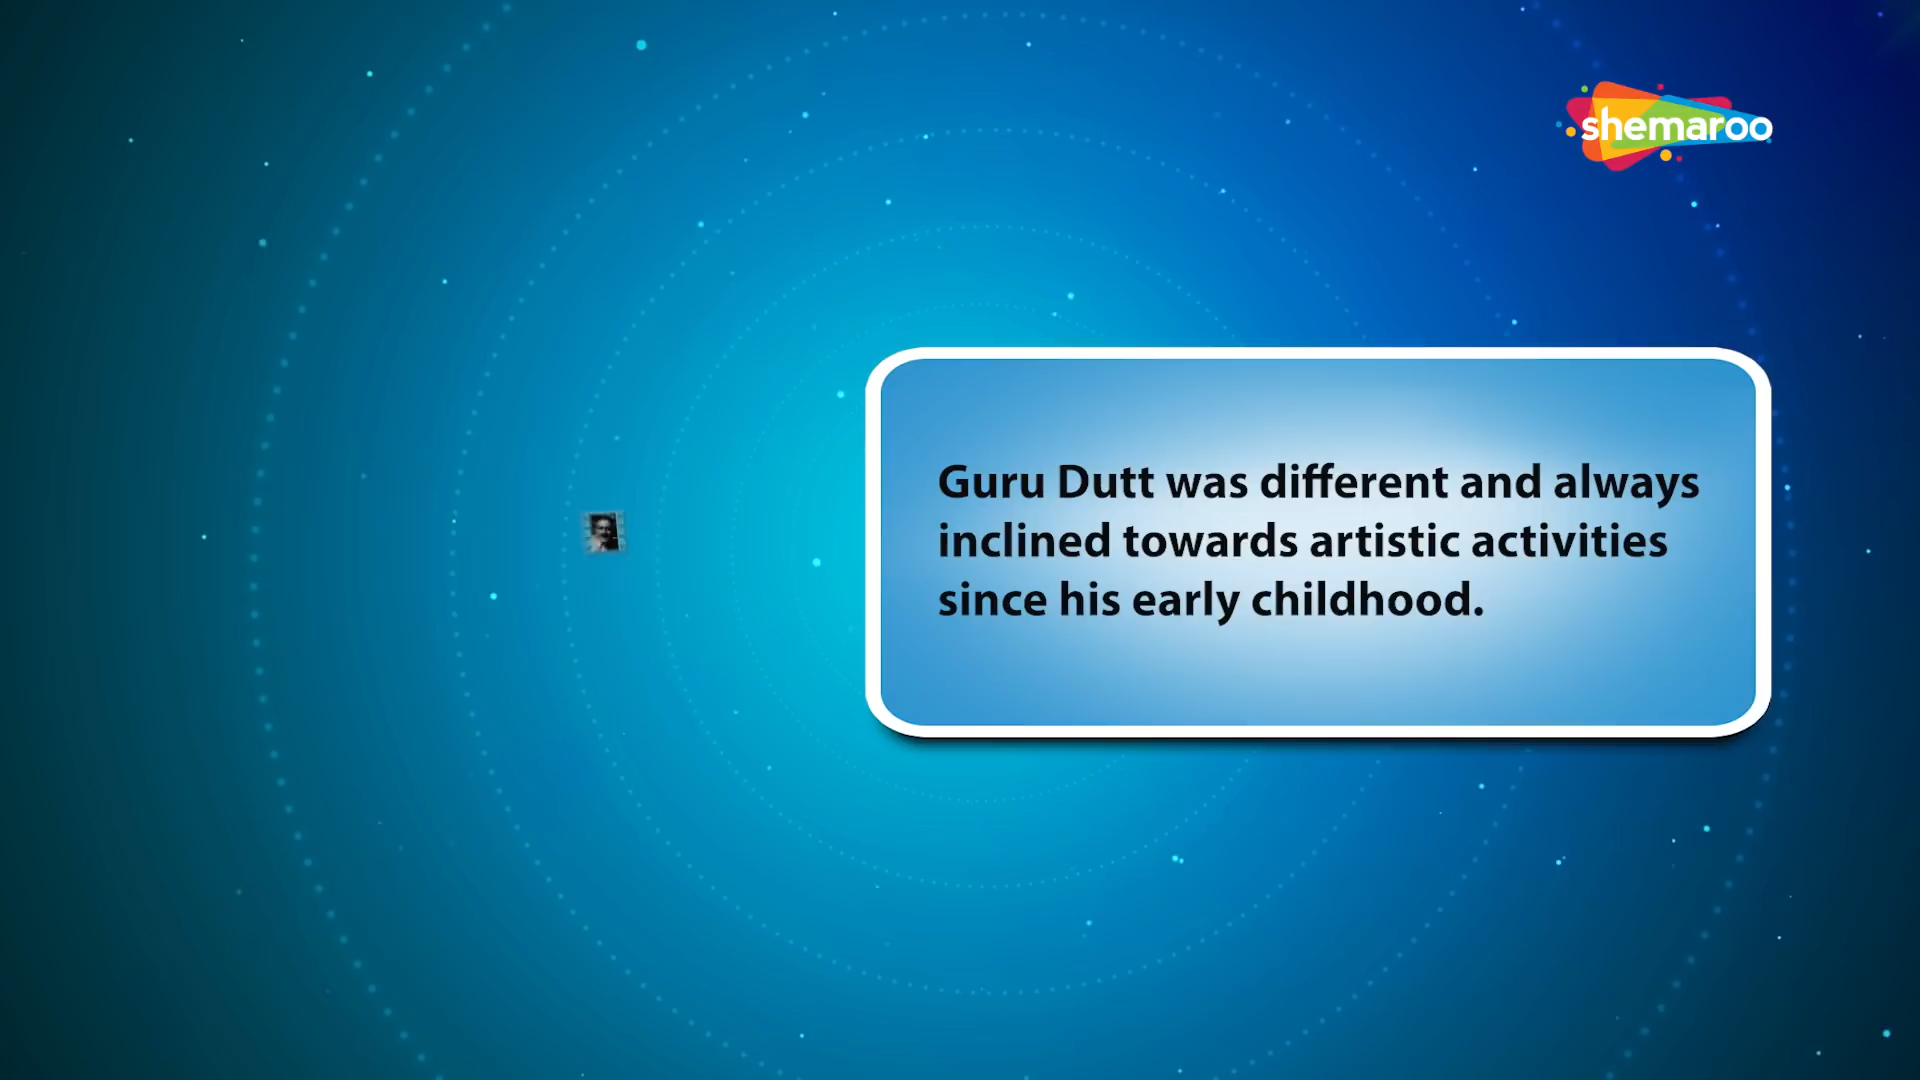 shemaroo
Guru Dutt was different and always
inclined towards artistic activities
since his early childhood.